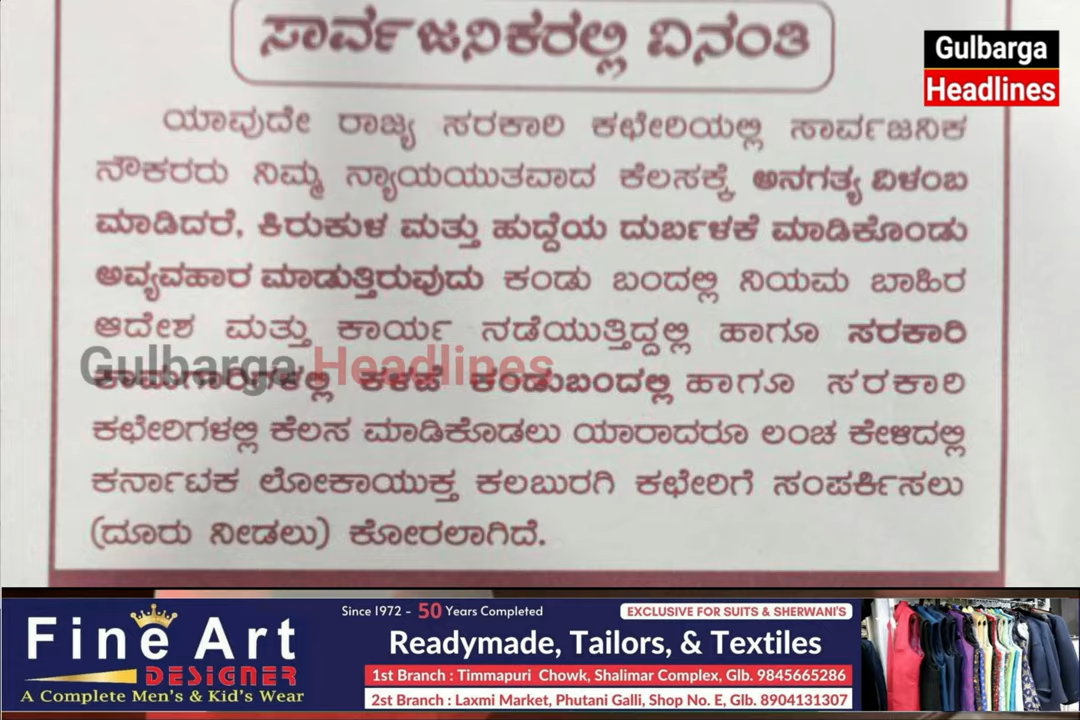 ಸಾರ್ವಜನಿಕರಲ್ಲಿ ವಿನಂತಿ
Gulbarga
Headlines
ಯಾವುದೇ ರಾಜ್ಯ ಸರಕಾರಿ ಕಛೇರಿಯಲ್ಲಿ ಸಾರ್ವಜನಿಕ
ನೌಕರರು ನಿಮ್ಮ ನ್ಯಾಯಯುತವಾದ ಕೆಲಸಕ್ಕೆ ಅನಗತ್ಯ ವಿಳಂಬ
ಮಾಡಿದರೆ, ಕಿರುಕುಳ ಮತ್ತು ಹುದ್ದೆಯ ದುರ್ಬಳಕೆ ಮಾಡಿಕೊಂಡು
ಅವ್ಯವಹಾರ ಮಾಡುತ್ತಿರುವುದು ಕಂಡು ಬಂದಲ್ಲಿ ನಿಯಮ ಬಾಹಿರ
ಆದೇಶ ಮತ್ತು ಕಾರ್ಯ ನಡೆಯುತ್ತಿದ್ದಲ್ಲಿ ಹಾಗೂ ಸರಕಾರಿ
Gulbarga Headlines
ಕಾಮಗಾರಿಗಳಲ್ಲಿ ಕಳಪೆ ಕಂಡುಬಂದಲ್ಲಿ ಹಾಗೂ ಸರಕಾರಿ
ಕಛೇರಿಗಳಲ್ಲಿ ಕೆಲಸ ಮಾಡಿಕೊಡಲು ಯಾರಾದರೂ ಲಂಚ ಕೇಳಿದಲ್ಲಿ
ಕರ್ನಾಟಕ ಲೋಕಾಯುಕ್ತ ಕಲಬುರಗಿ ಕಛೇರಿಗೆ ಸಂಪರ್ಕಿಸಲು
(ದೂರು ನೀಡಲು) ಕೋರಲಾಗಿದೆ.
Fine Art
DESIGNER
A Complete Men's & Kid's Wear
Since 1972 - 50 Years Completed
EXCLUSIVE FOR SUITS & SHERWANI'S
Readymade, Tailors, & Textiles
1st Branch : Timmapuri Chowk, Shalimar Complex, Glb. 9845665286
2st Branch : Laxmi Market, Phutani Galli, Shop No. E, Glb. 8904131307